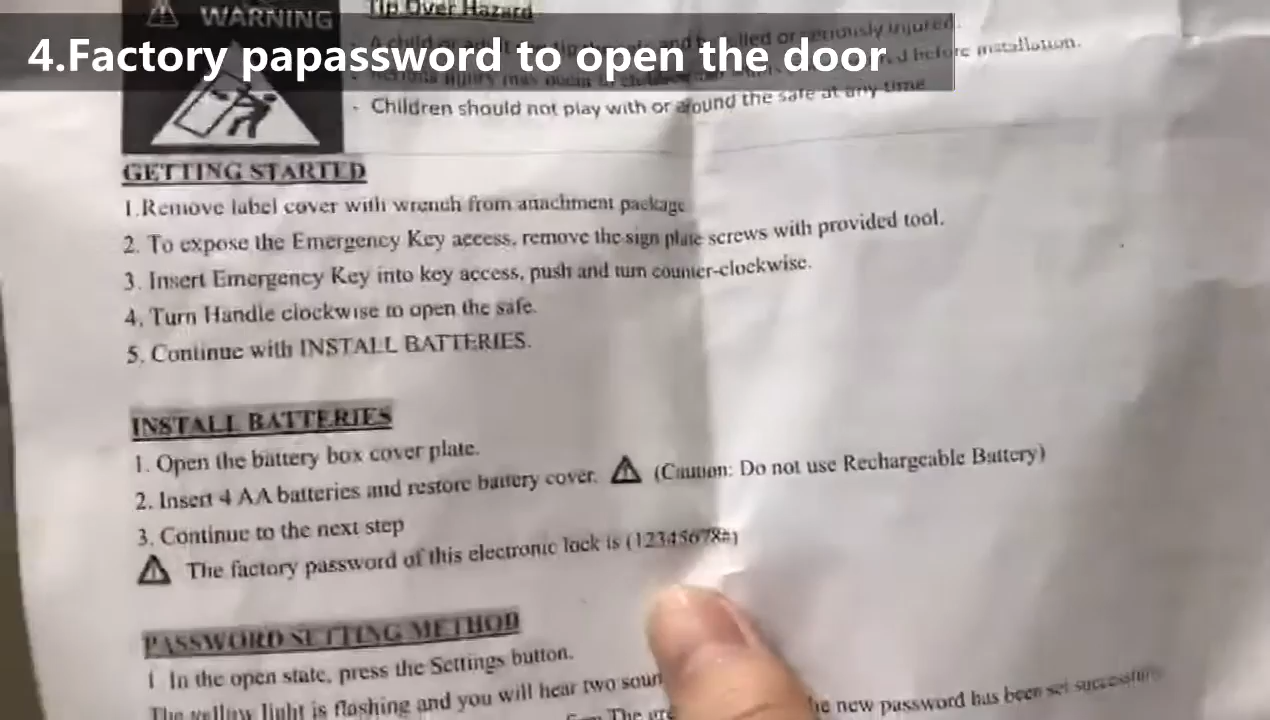 WARNING
Tip Over Hazard
4.Factory papassword to open the door
- Children should not play with or around the safe at any time
GETTING STARTED
1.Remove label cover with wrench from attachment package
2. To expose the Emergency Key access, remove the sign plate screws with provided tool.
3. Insert Emergency Key into key access, push and turn counter-clockwise.
4. Turn Handle clockwise to open the safe.
5. Continue with INSTALL BATTERIES.
INSTALL BATTERIES
1. Open the battery box cover plate.
2. Insert 4 AA batteries and restore battery cover. (Caution: Do not use Rechargeable Battery)
3. Continue to the next step
The factory password of this electronic lock is (12345678#)
PASSWORD SETTING METHOD
1 In the open state, press the Settings button.
The yellow light is flashing and you will hear two soun
new password has been set successfully